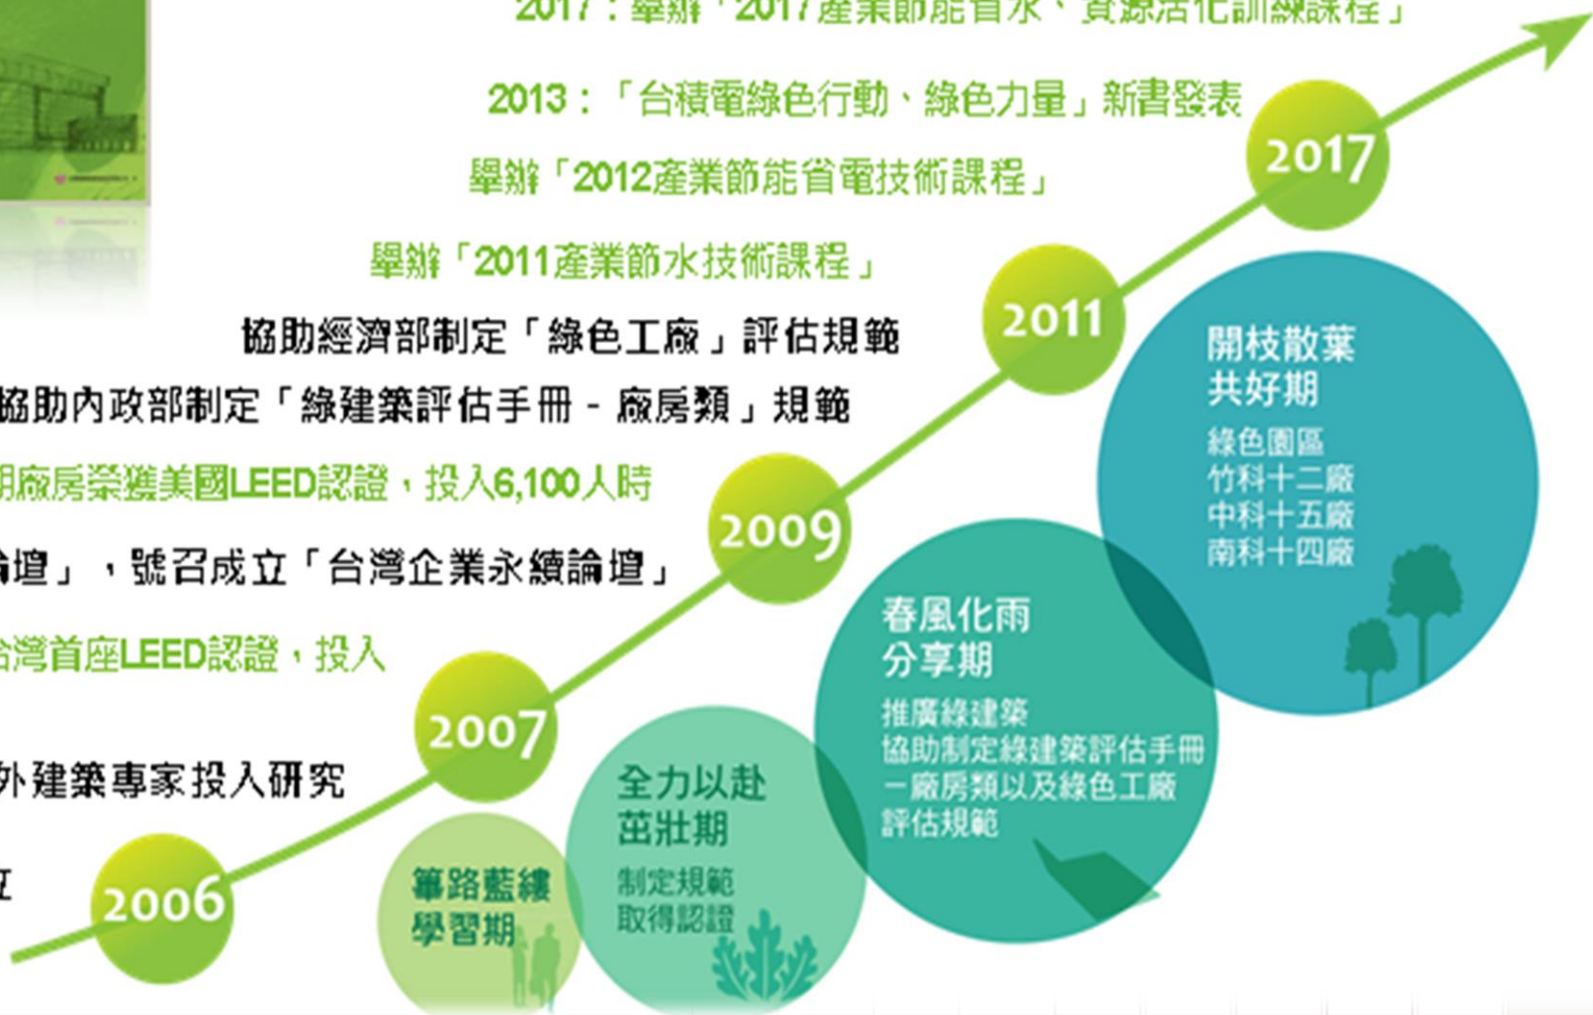 2017：舉辦「2017產業節能省水、資源活化訓練課程」
2013：「台積電綠色行動、綠色力量」新書發表
舉辦「2012產業節能省電技術課程」
舉辦「2011產業節水技術課程」
協助經濟部制定「綠色工廠」評估規範
協助內政部制定「綠建築評估手冊 - 廠房類」規範
期廠房榮獲美國LEED認證，投入6,100人時
論壇」，號召成立「台灣企業永續論壇」
台灣首座LEED認證，投入
外建築專家投入研究
2017
2011
2009
2007
2006
開枝散葉
共好期
綠色園區
竹科十二廠
中科十五廠
南科十四廠
春風化雨
分享期
推廣綠建築
協助制定綠建築評估手冊
－廠房類以及綠色工廠
評估規範
全力以赴
茁壯期
制定規範
取得認證
篳路藍縷
學習期